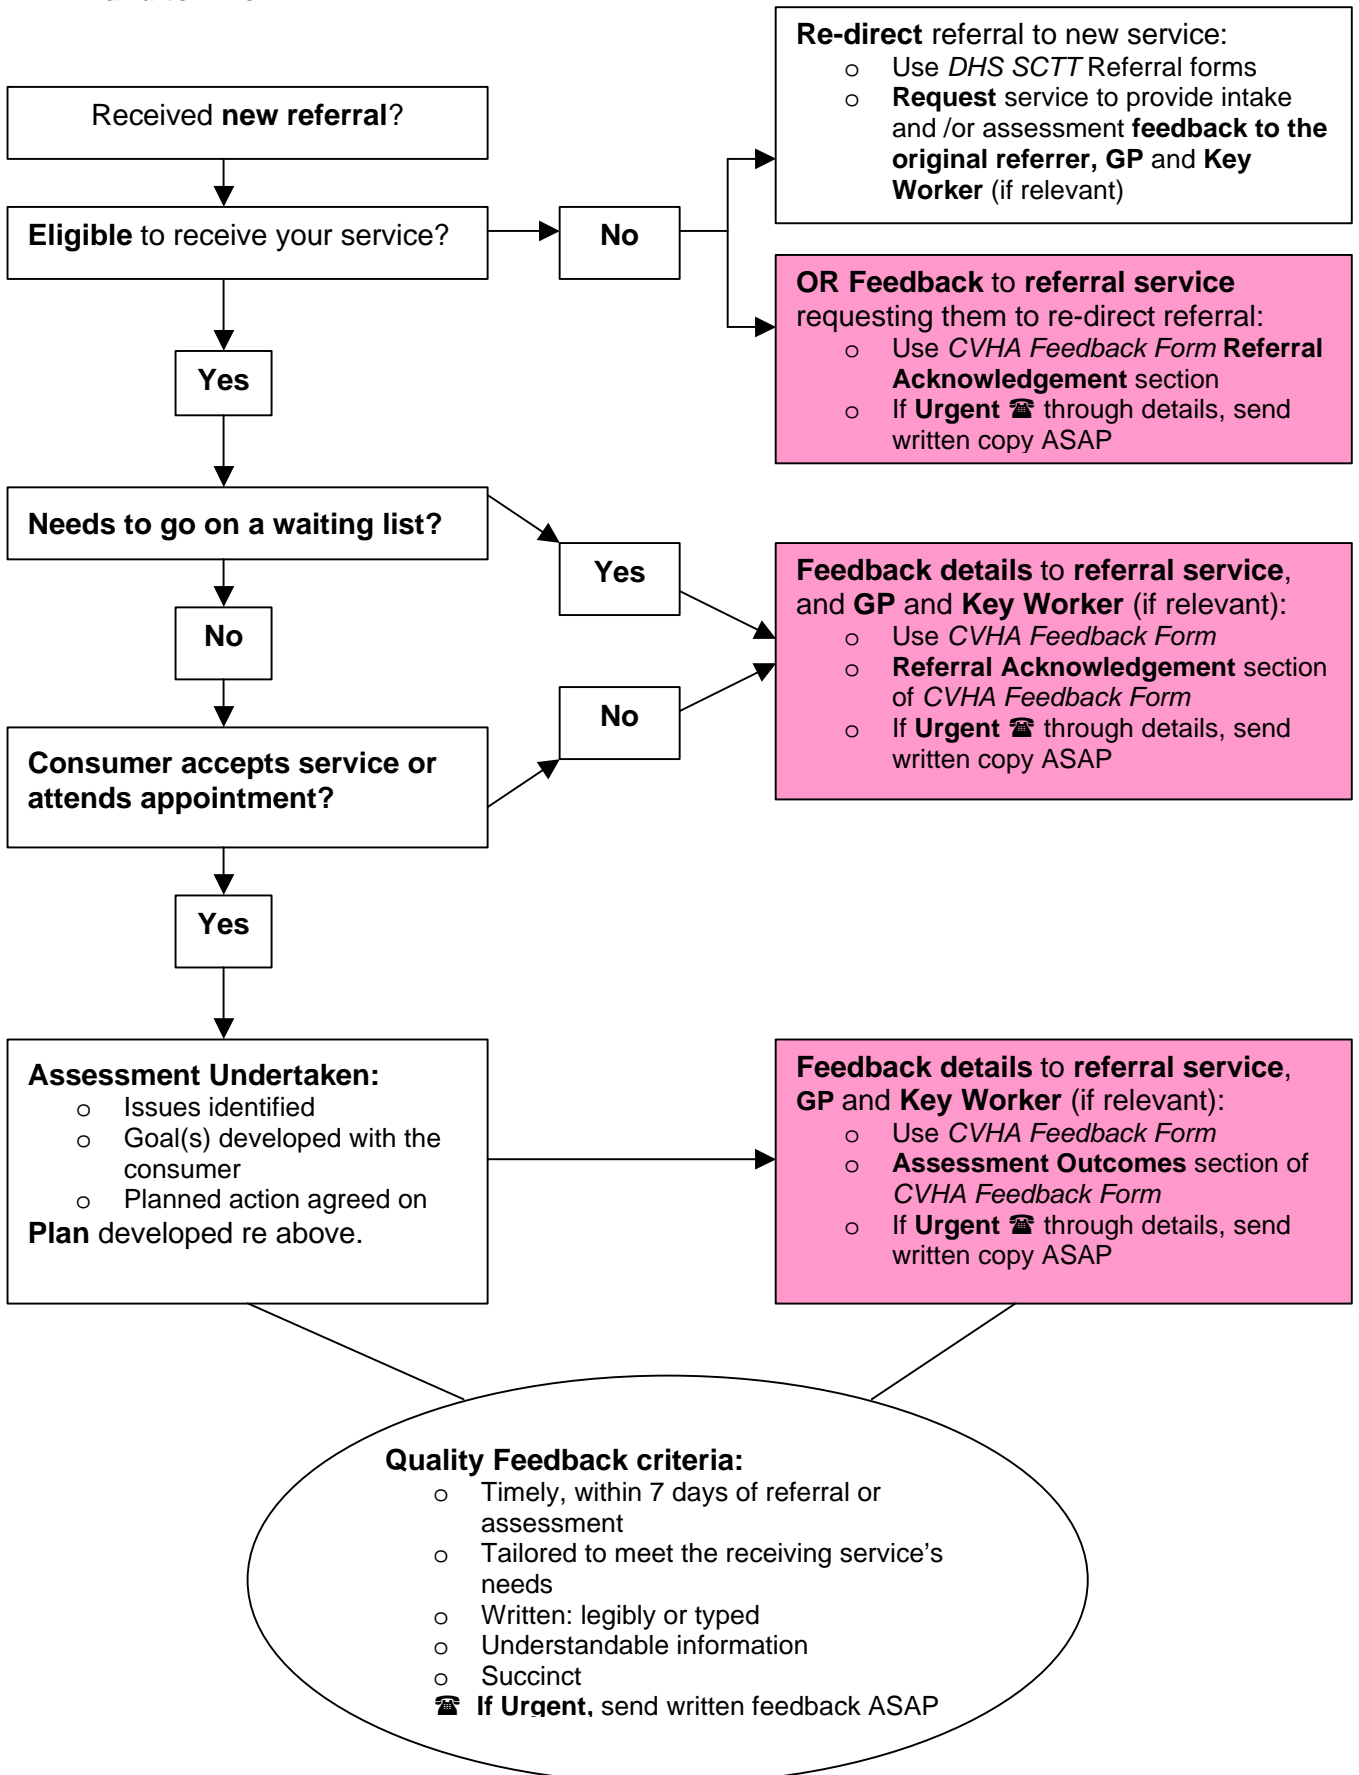 Re-direct referral to new service:
o Use DHS SCTT Referral forms
o Request service to provide intake
and /or assessment feedback to the
original referrer, GP and Key
Worker (if relevant)
Received new referral?
Eligible to receive your service?
No
OR Feedback to referral service
requesting them to re-direct referral:
o Use CVHA Feedback Form Referral
Acknowledgement section
o If Urgent ☎ through details, send
written copy ASAP
Yes
Needs to go on a waiting list?
Yes
Feedback details to referral service,
and GP and Key Worker (if relevant):
o Use CVHA Feedback Form
o Referral Acknowledgement section
of CVHA Feedback Form
o If Urgent ☎ through details, send
written copy ASAP
No
No
Consumer accepts service or
attends appointment?
Yes
Assessment Undertaken:
o Issues identified
o Goal(s) developed with the
consumer
o Planned action agreed on
Plan developed re above.
Feedback details to referral service,
GP and Key Worker (if relevant):
o Use CVHA Feedback Form
o Assessment Outcomes section of
CVHA Feedback Form
o If Urgent ☎ through details, send
written copy ASAP
Quality Feedback criteria:
o Timely, within 7 days of referral or
assessment
o Tailored to meet the receiving service's
needs
o Written: legibly or typed
o Understandable information
o Succinct
☎ If Urgent, send written feedback ASAP